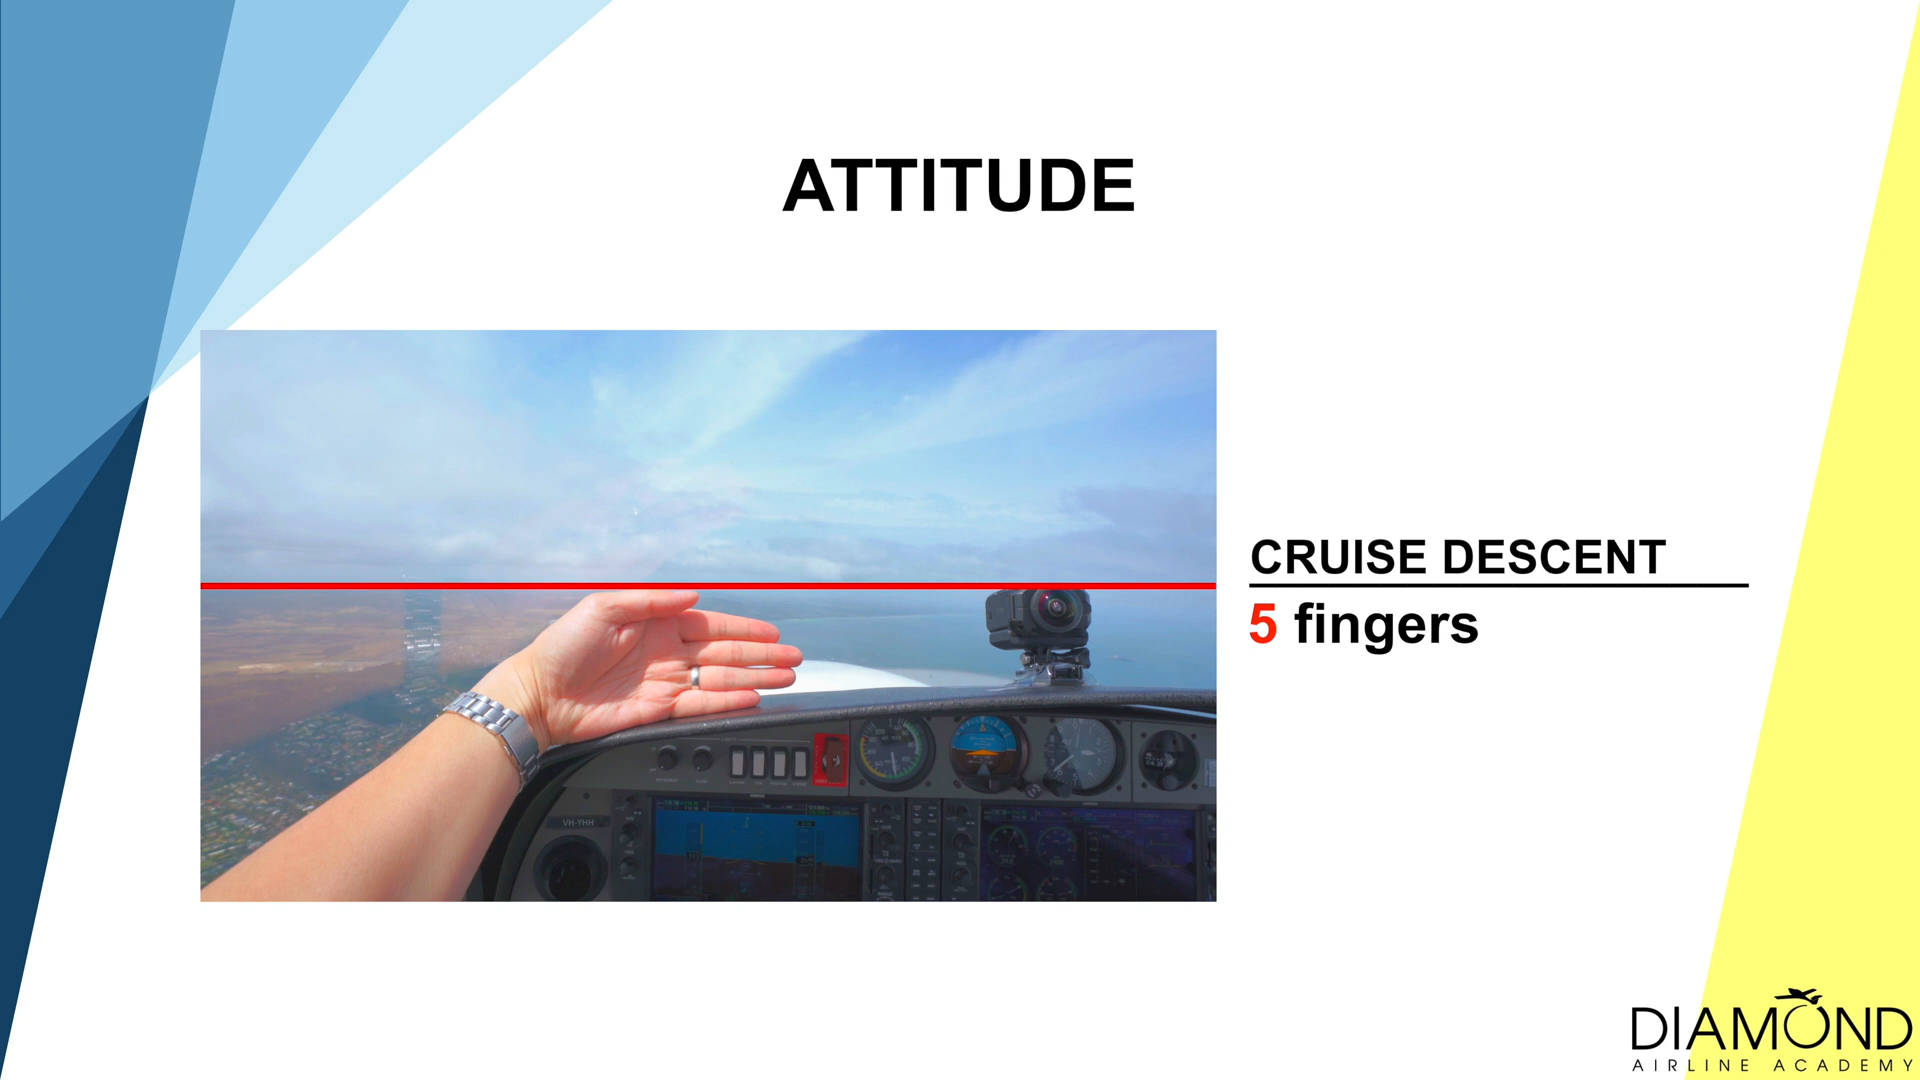 ATTITUDE
CRUISE DESCENT
5 fingers
VH-YHH
DIAMOND
AIRLINE ACADEMY